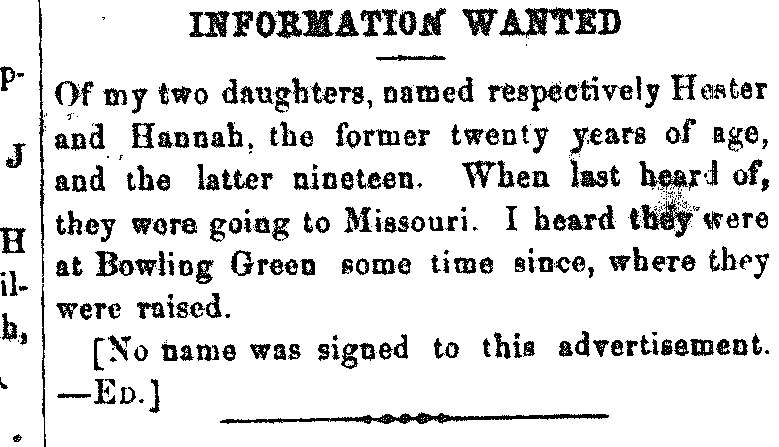 INFORMATION WANTED
Of my two daughters, named respectively Hester
and Hannah, the former twenty years of age,
and the latter nineteen. When last heard of,
they were going to Missouri. I heard they were
at Bowling Green some time since, where they
were raised.
[No name was signed to this advertisement.
—ED.]
p-
J
H
il-
h,